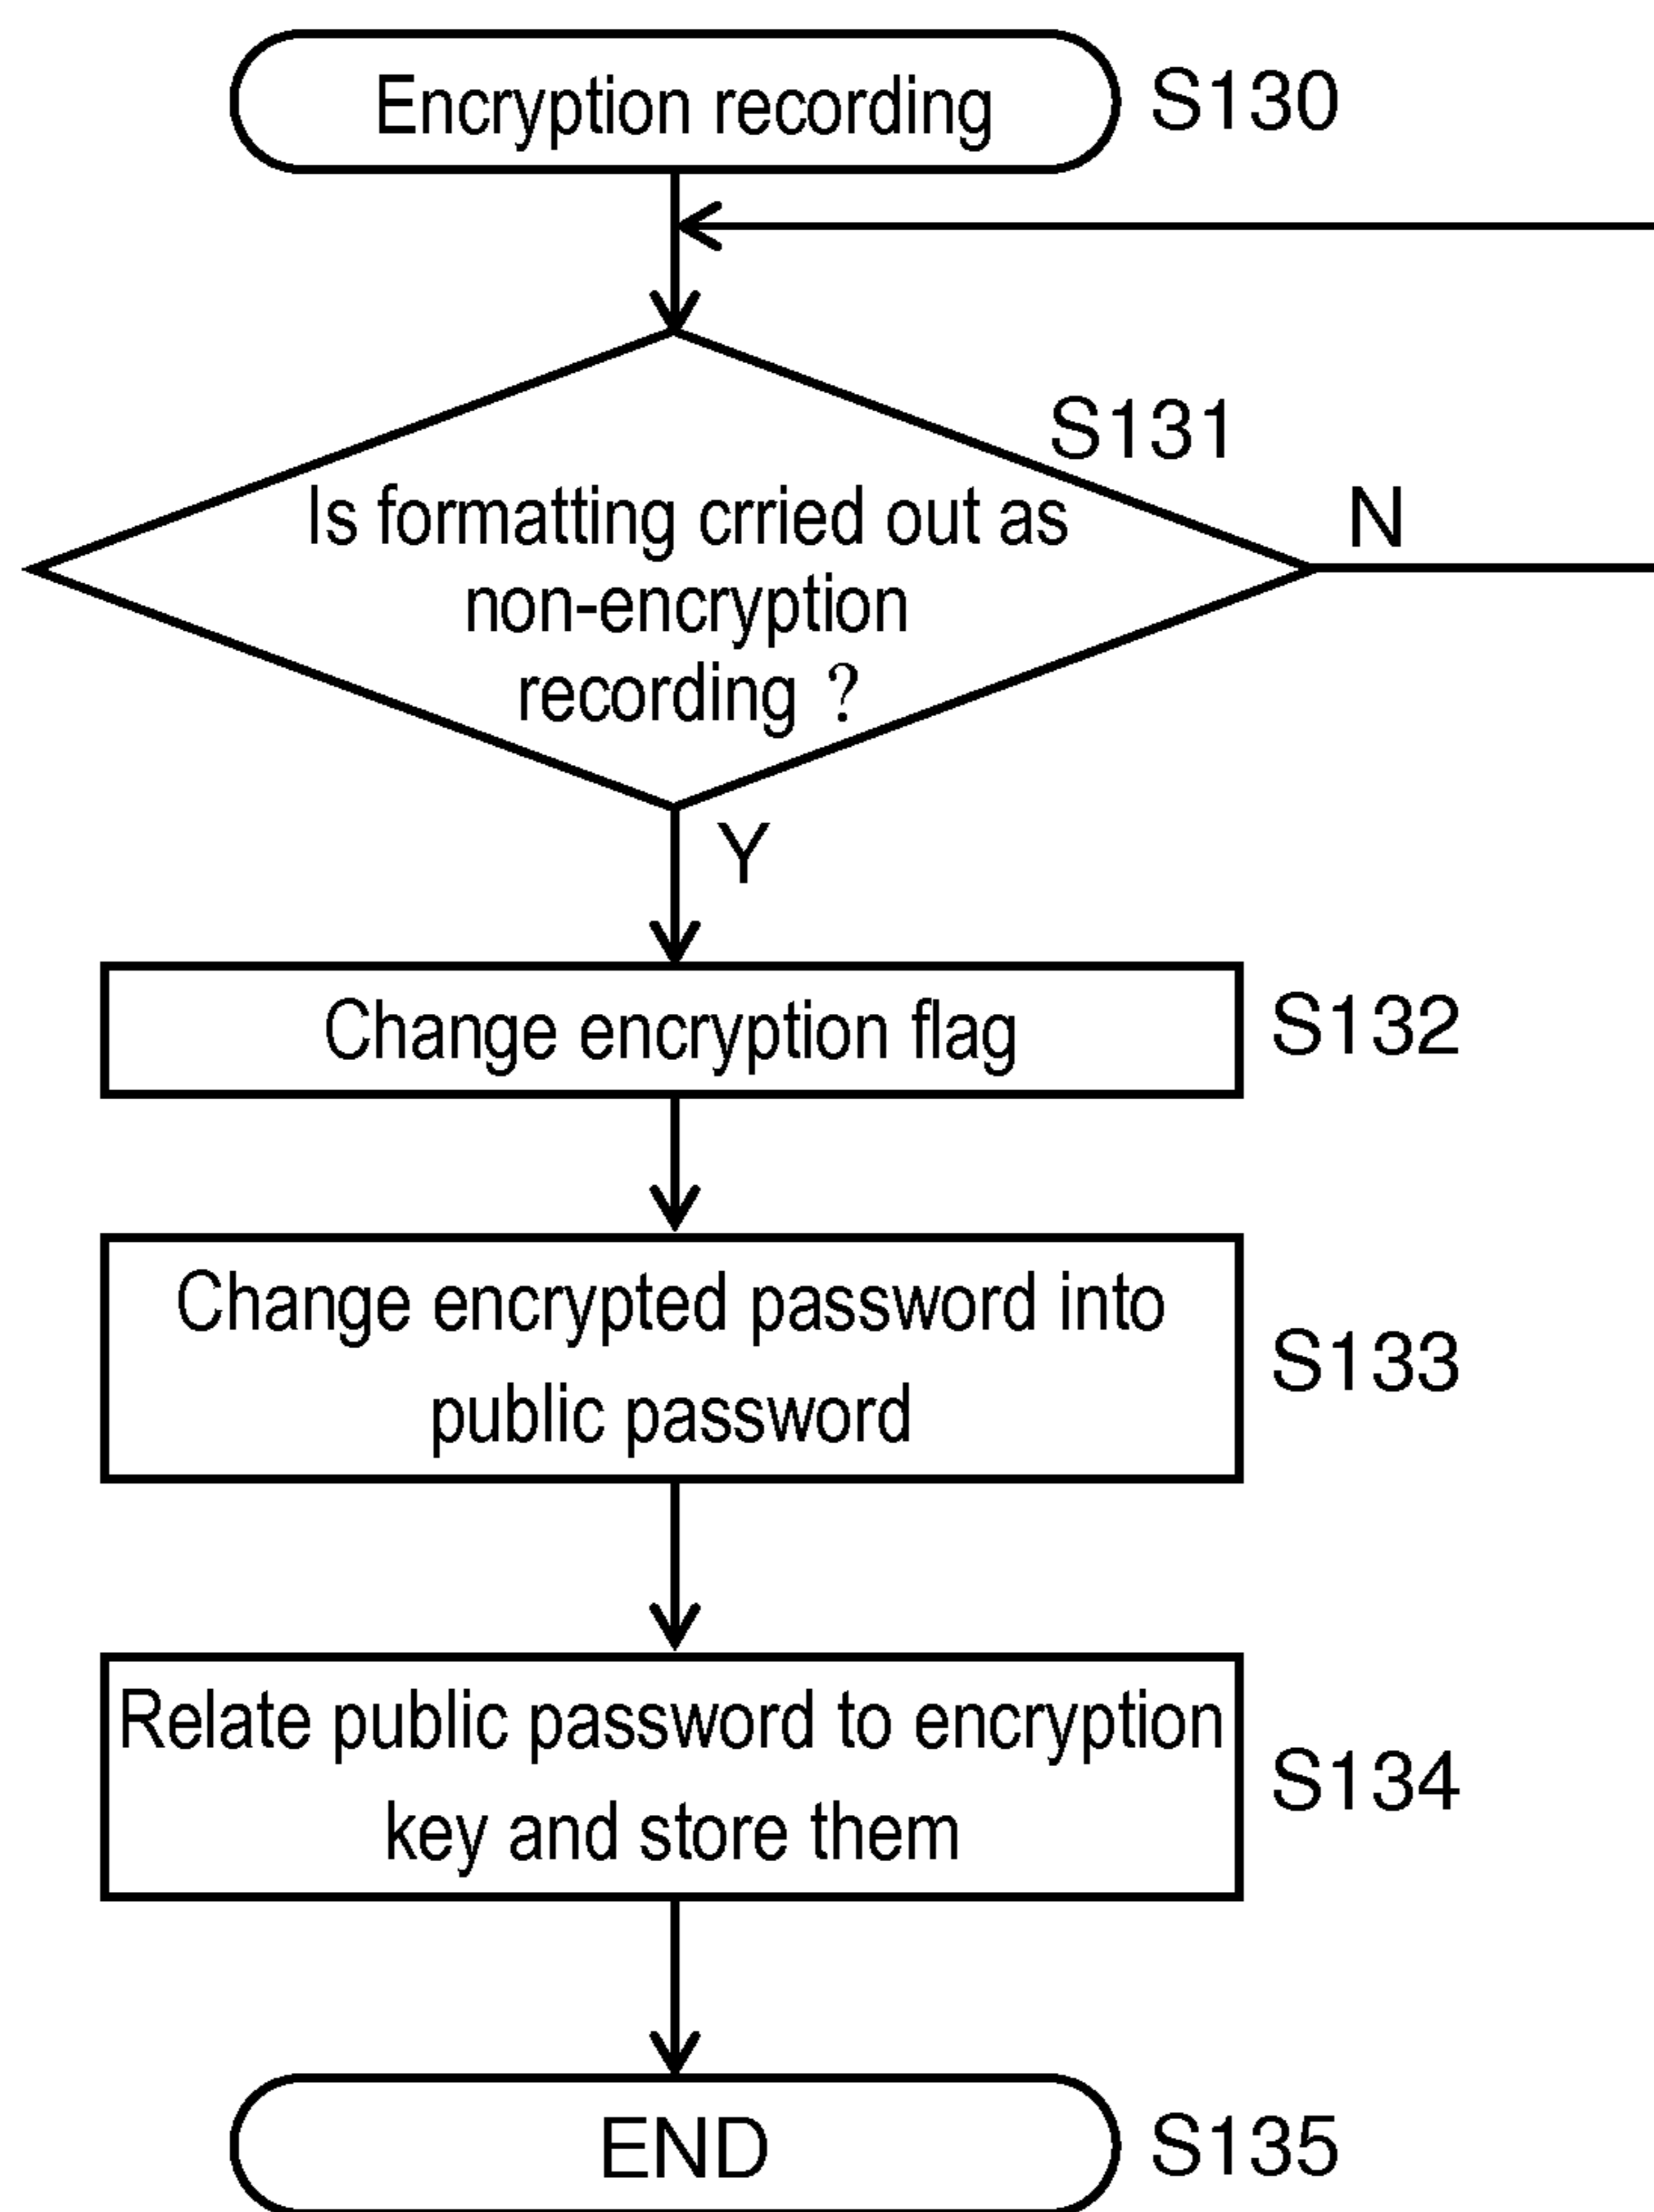 Encryption recording
S130
S131
Is formatting crried out as
non-encryption
recording ?
N
Y
Change encryption flag
S132
Change encrypted password into
public password
S133
Relate public password to encryption
key and store them
S134
END
S135